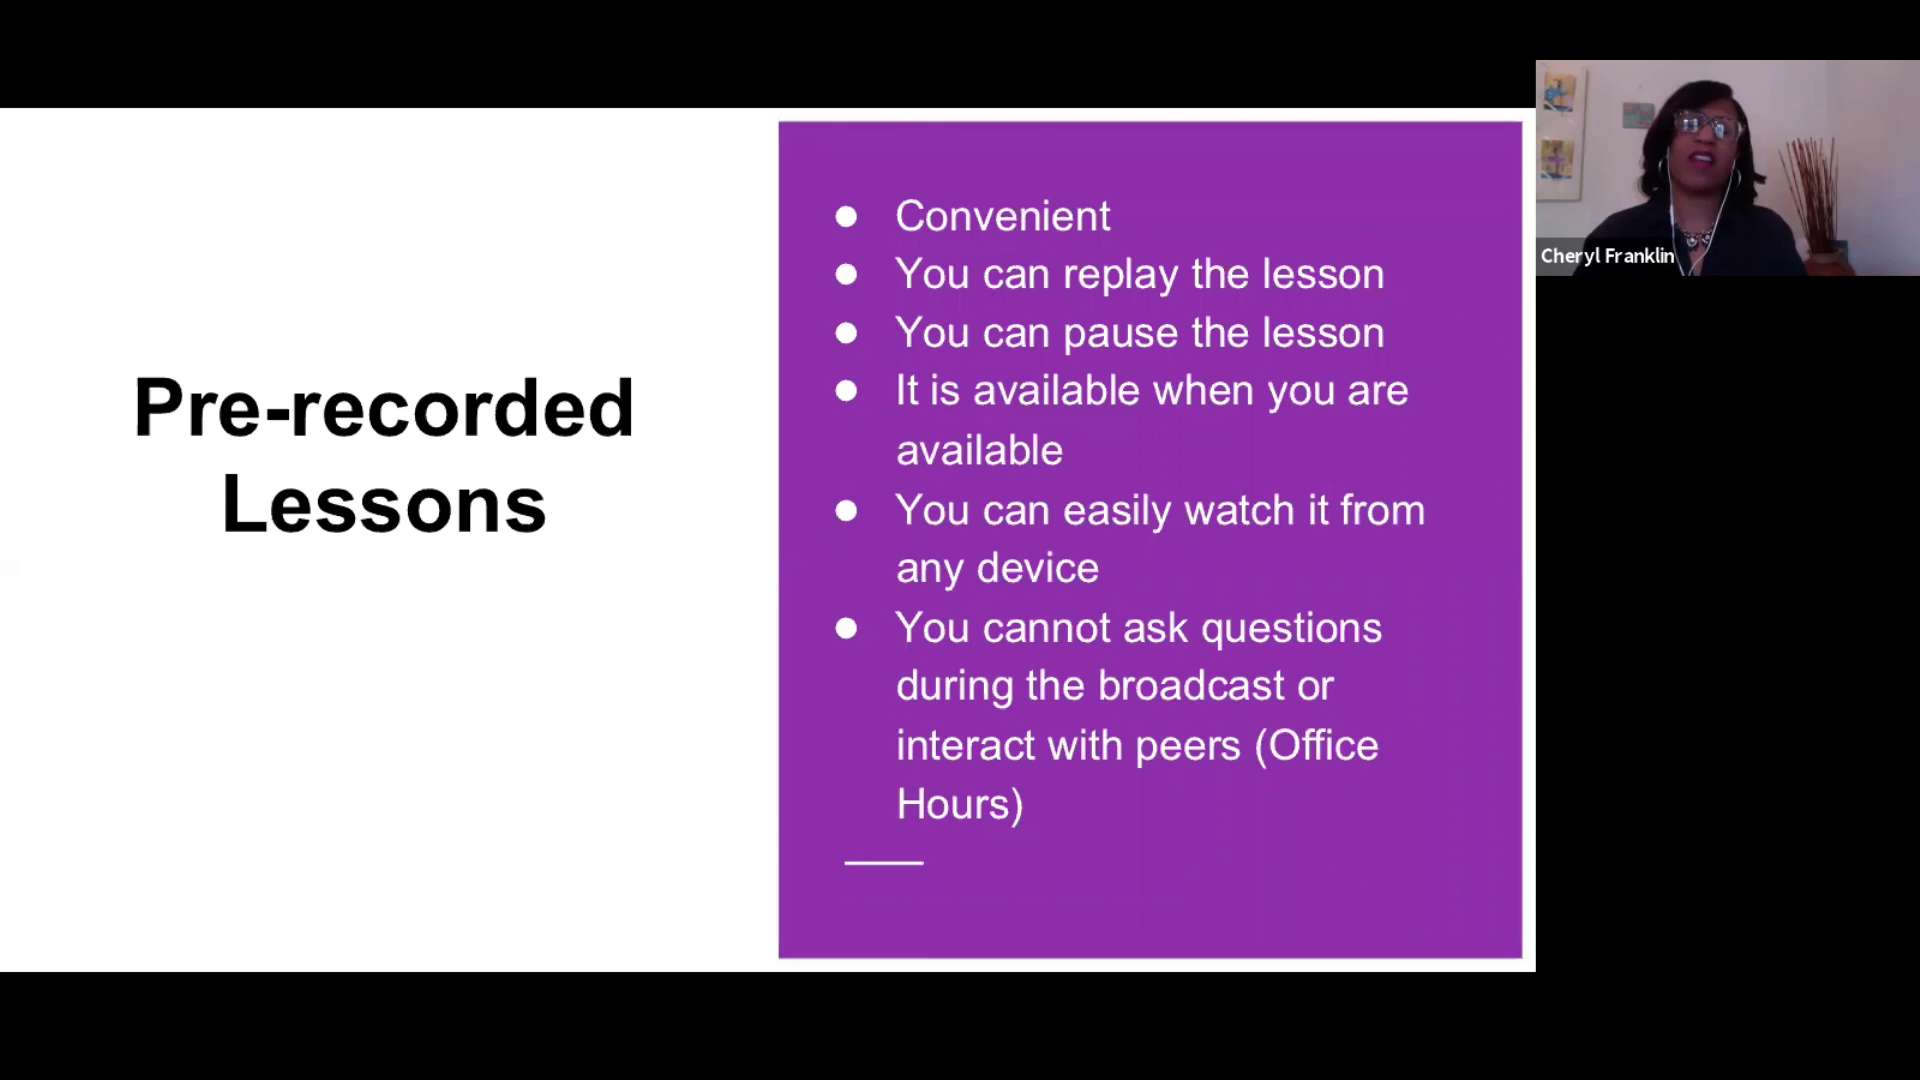 Pre-recorded
Lessons
● Convenient
● You can replay the lesson
● You can pause the lesson
● It is available when you are
available
● You can easily watch it from
any device
● You cannot ask questions
during the broadcast or
interact with peers (Office
Hours)
Cheryl Franklin